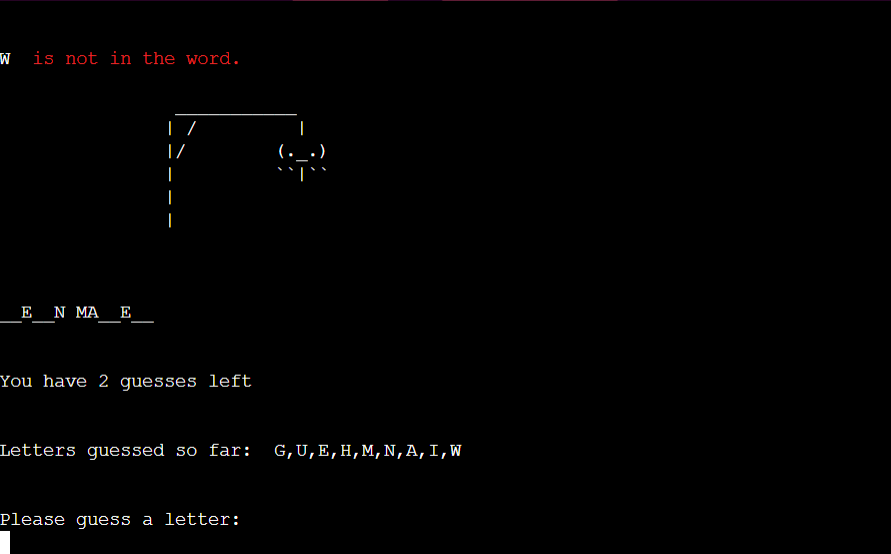 W is not in the word.
___________
| / |
|/ (._.)
| ``|``
|
|
__E__N MA__E__
You have 2 guesses left
Letters guessed so far: G,U,E,H,M,N,A,I,W
Please guess a letter: